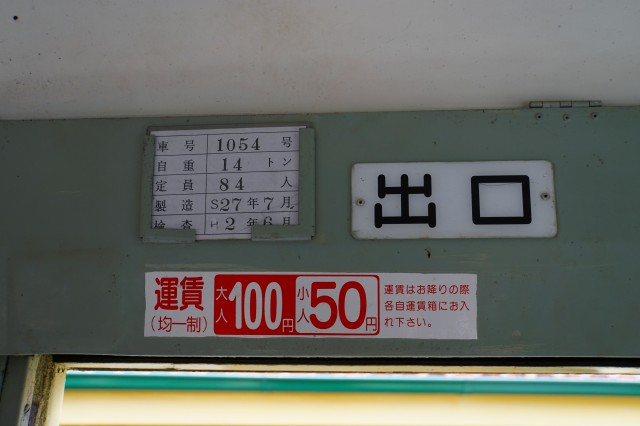 車号 1054 号
自重 14 トン
定員 84 人
製造 S27年7月
検査 H2年6月
出口
運賃
(均一制)
大人100円
小人50円
運賃はお降りの際
各自運賃箱にお入
れ下さい。